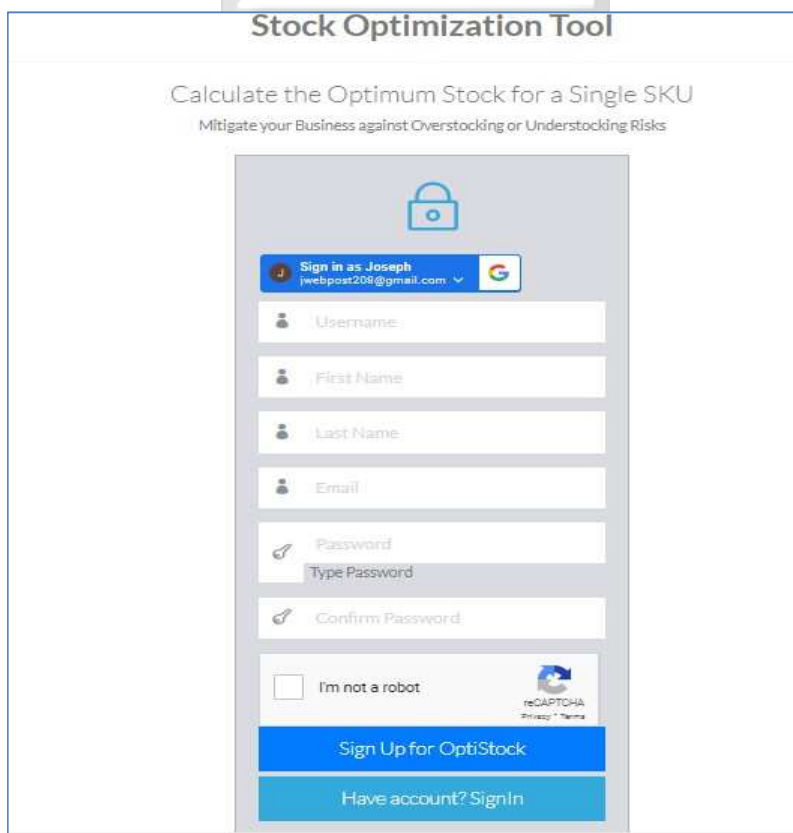 Stock Optimization Tool
Calculate the Optimum Stock for a Single SKU
Mitigate your Business against Overstocking or Understocking Risks
J
Sign in as Joseph
jwebpost208@gmail.com
G
Username
First Name
Last Name
Email
Password
Type Password
Confirm Password
I'm not a robot
reCAPTCHA
Privacy * Terms
Sign Up for OptiStock
Have account? SignIn